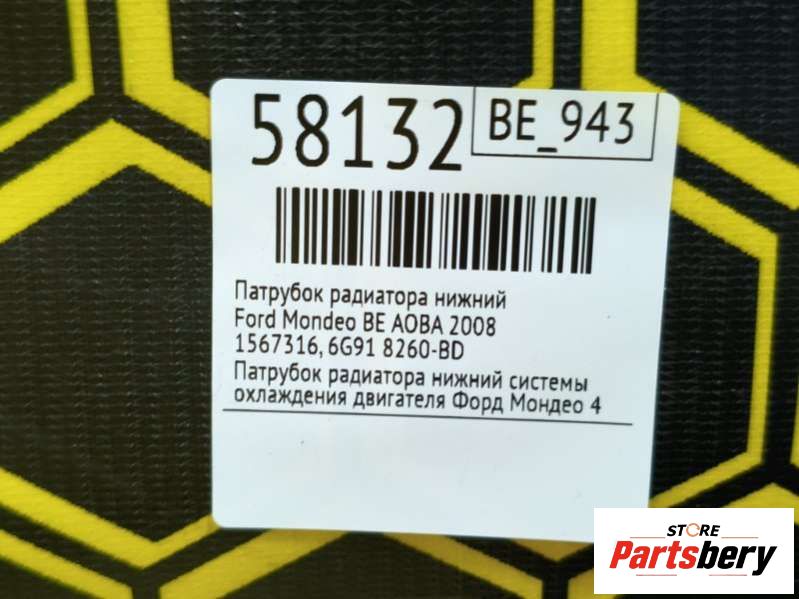 58132
BE_943
Патрубок радиатора нижний
Ford Mondeo BE AOBA 2008
1567316, 6G91 8260-BD
Патрубок радиатора нижний системы
охлаждения двигателя Форд Мондео 4
STORE
Partsbery